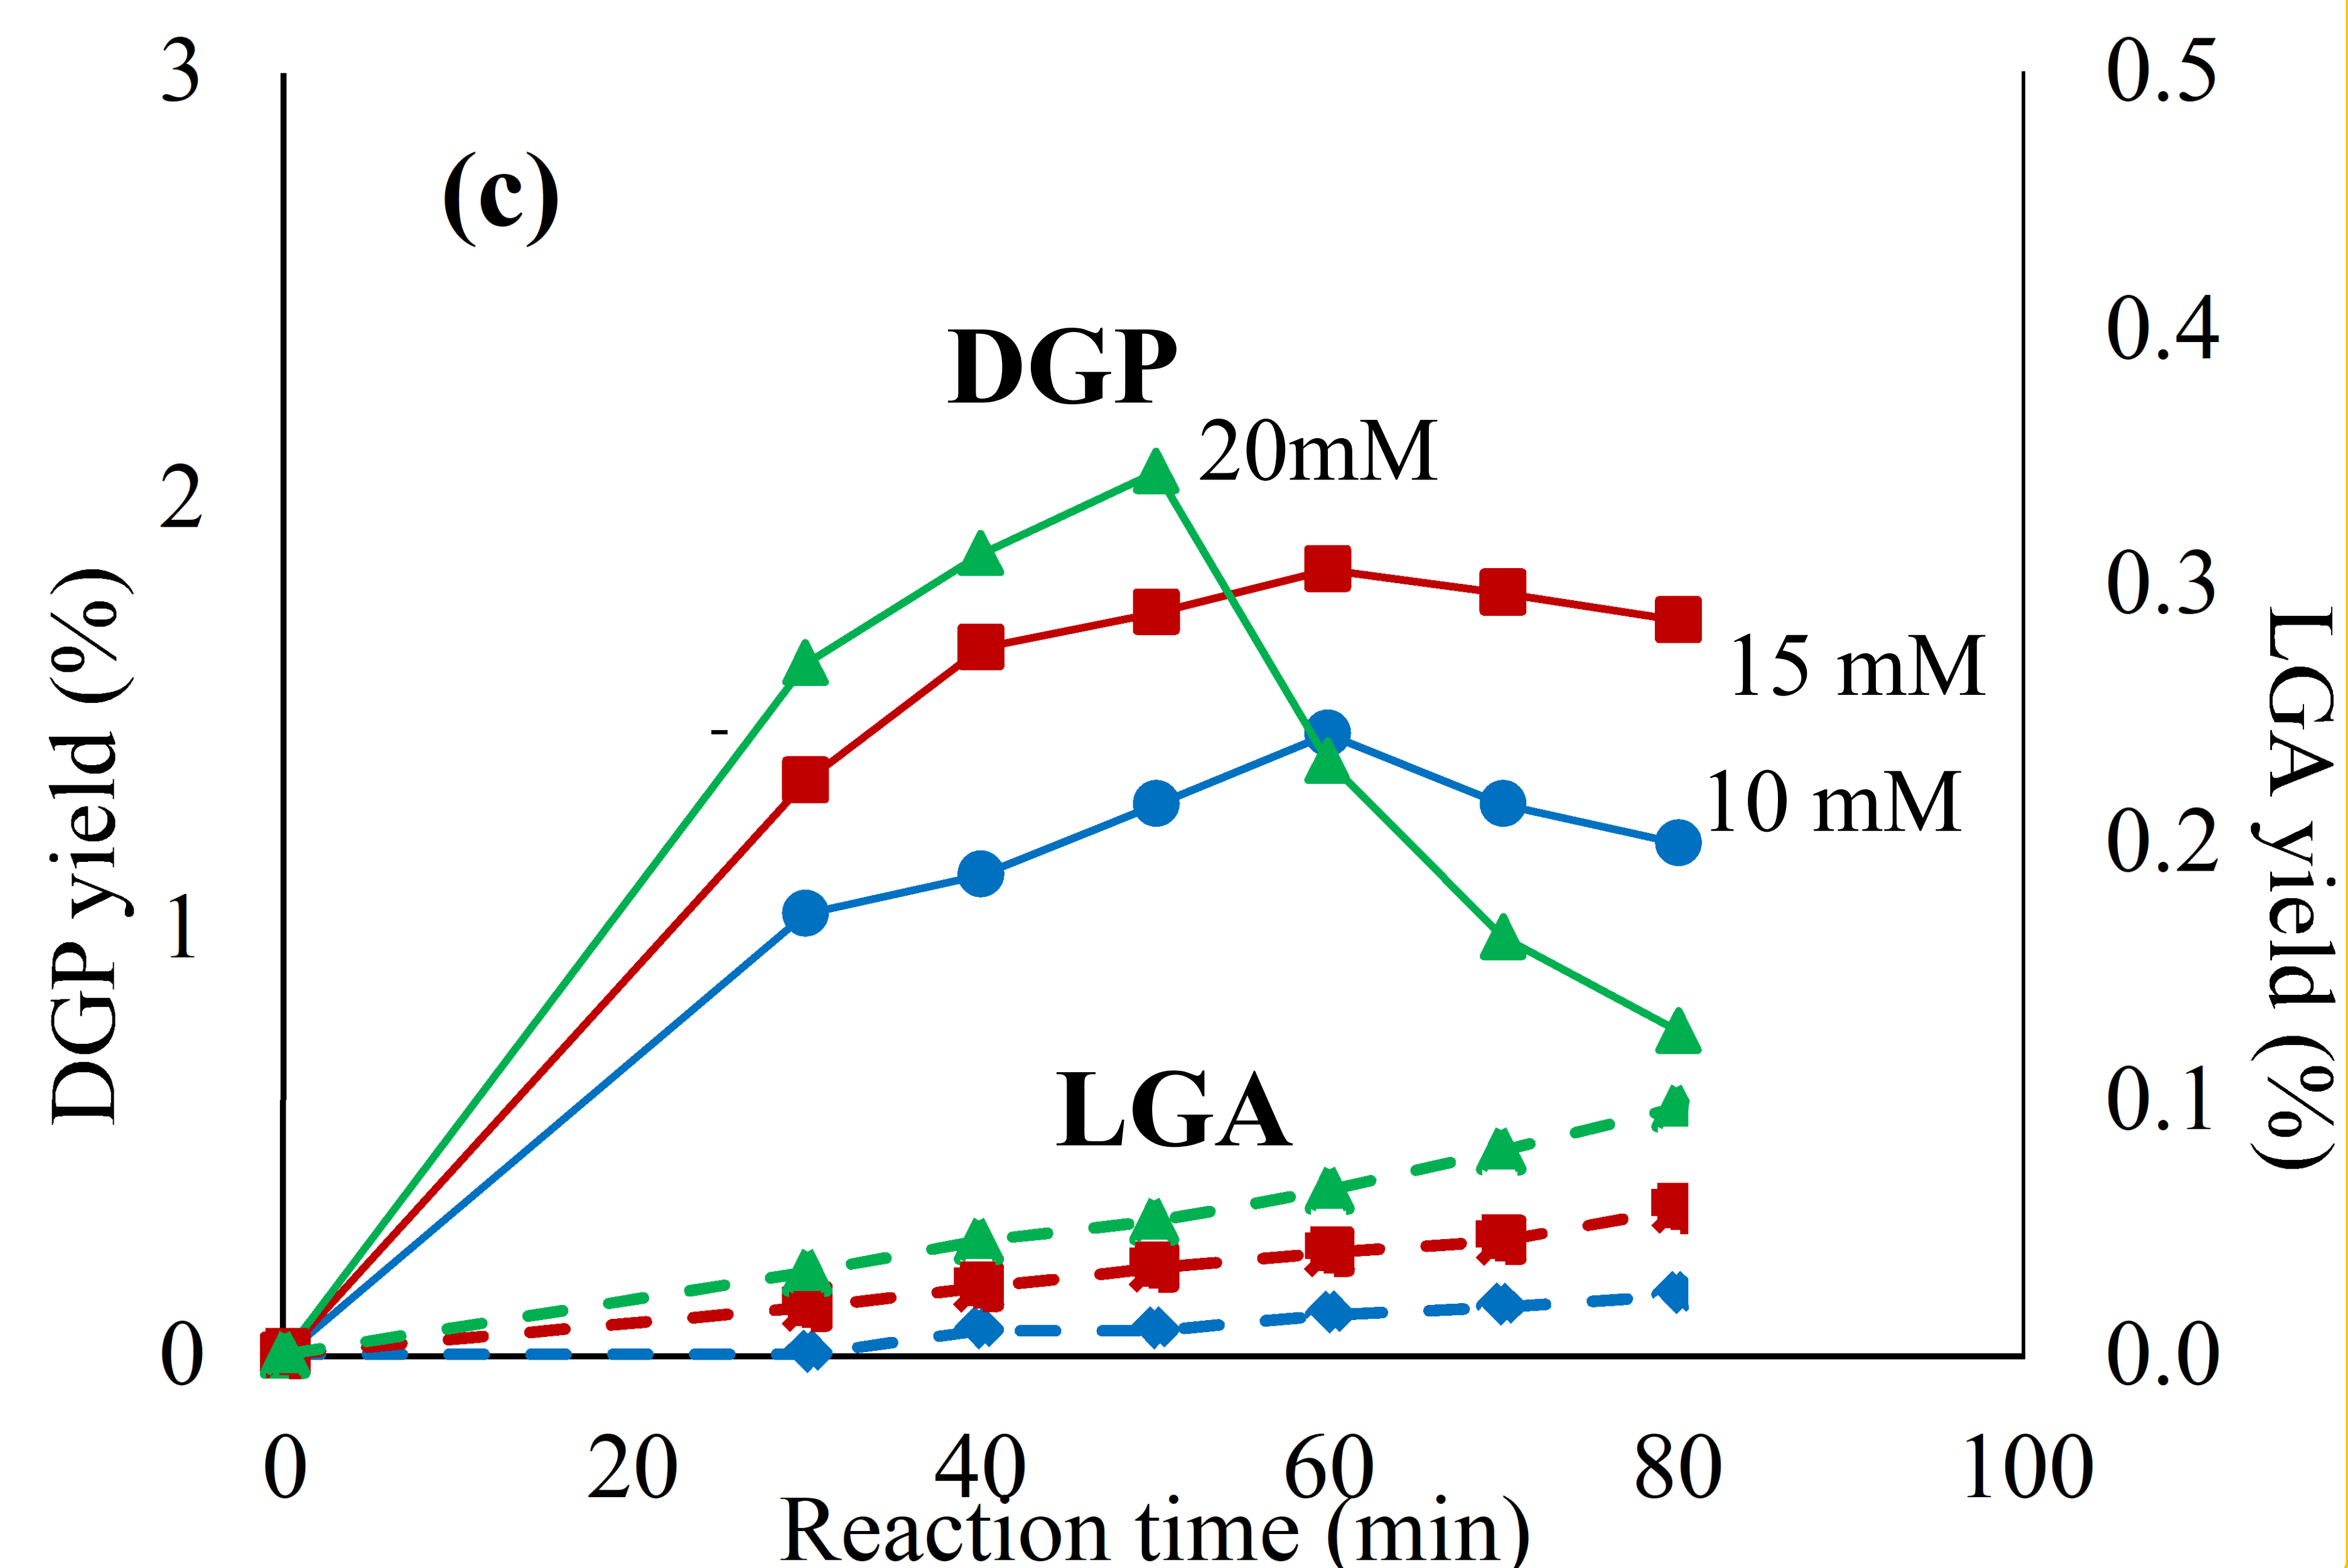 (c)
DGP
20mM
15 mM
10 mM
LGA
3
2
1
0
DGP yield (%)
0.5
0.4
0.3
0.2
0.1
0.0
LGA yield (%)
-
0 20 40 60 80 100
Reaction time (min)